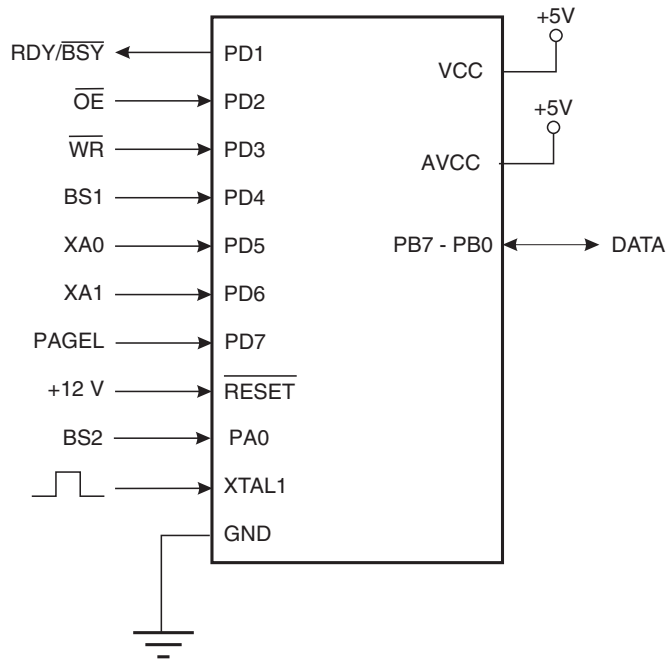 +5V
RDY/BSY PD1
VCC
OE PD2
+5V
WR PD3
AVCC
BS1 PD4
XA0 PD5 PB7 - PB0 DATA
XA1 PD6
PAGEL PD7
+12 V RESET
BS2 PA0
XTAL1
GND